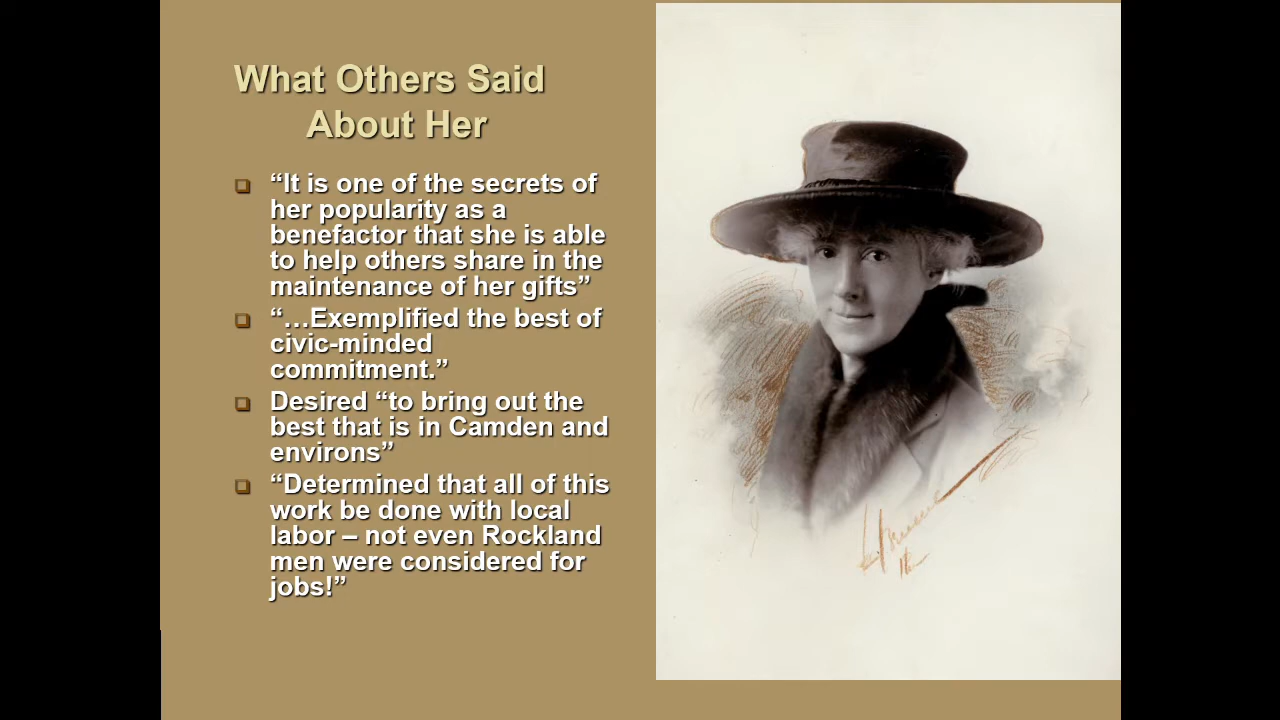 What Others Said
About Her
“It is one of the secrets of
her popularity as a
benefactor that she is able
to help others share in the
maintenance of her gifts”
“…Exemplified the best of
civic-minded
commitment.”
Desired “to bring out the
best that is in Camden and
environs”
“Determined that all of this
work be done with local
labor – not even Rockland
men were considered for
jobs!”